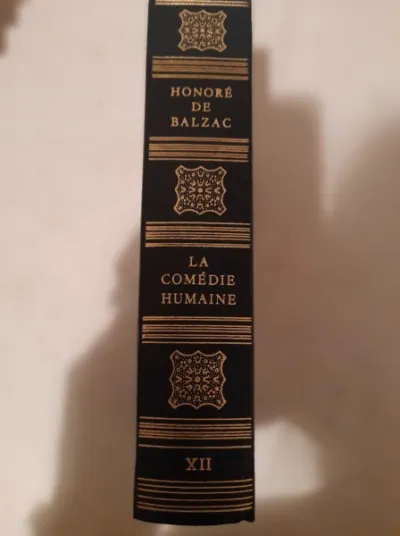 HONORÉ
DE
BALZAC
LA
COMÉDIE
HUMAINE
XII